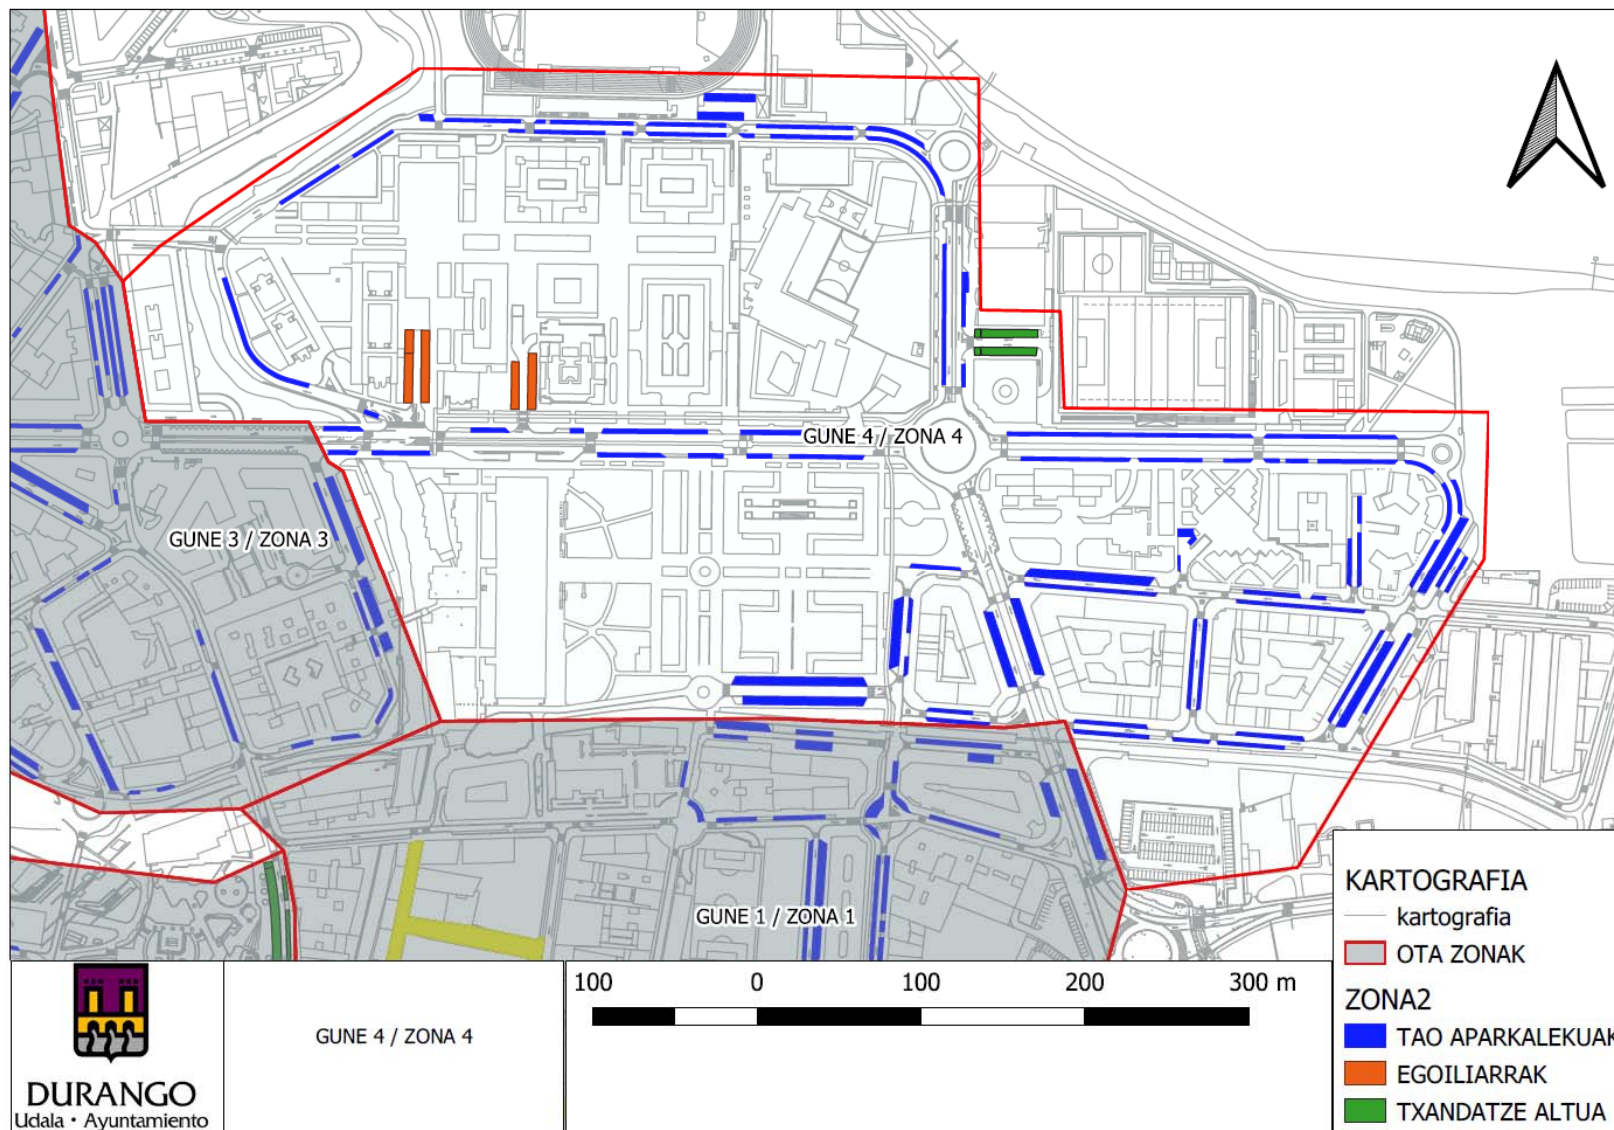 GUNE 4 / ZONA 4
GUNE 3 / ZONA 3
GUNE 1 / ZONA 1
DURANGO
Udala • Ayuntamiento
GUNE 4 / ZONA 4
100 0 100 200 300 m
KARTOGRAFIA
kartografia
OTA ZONAK
ZONA2
TAO APARKALEKUAK
EGOILIARRAK
TXANDATZE ALTUA